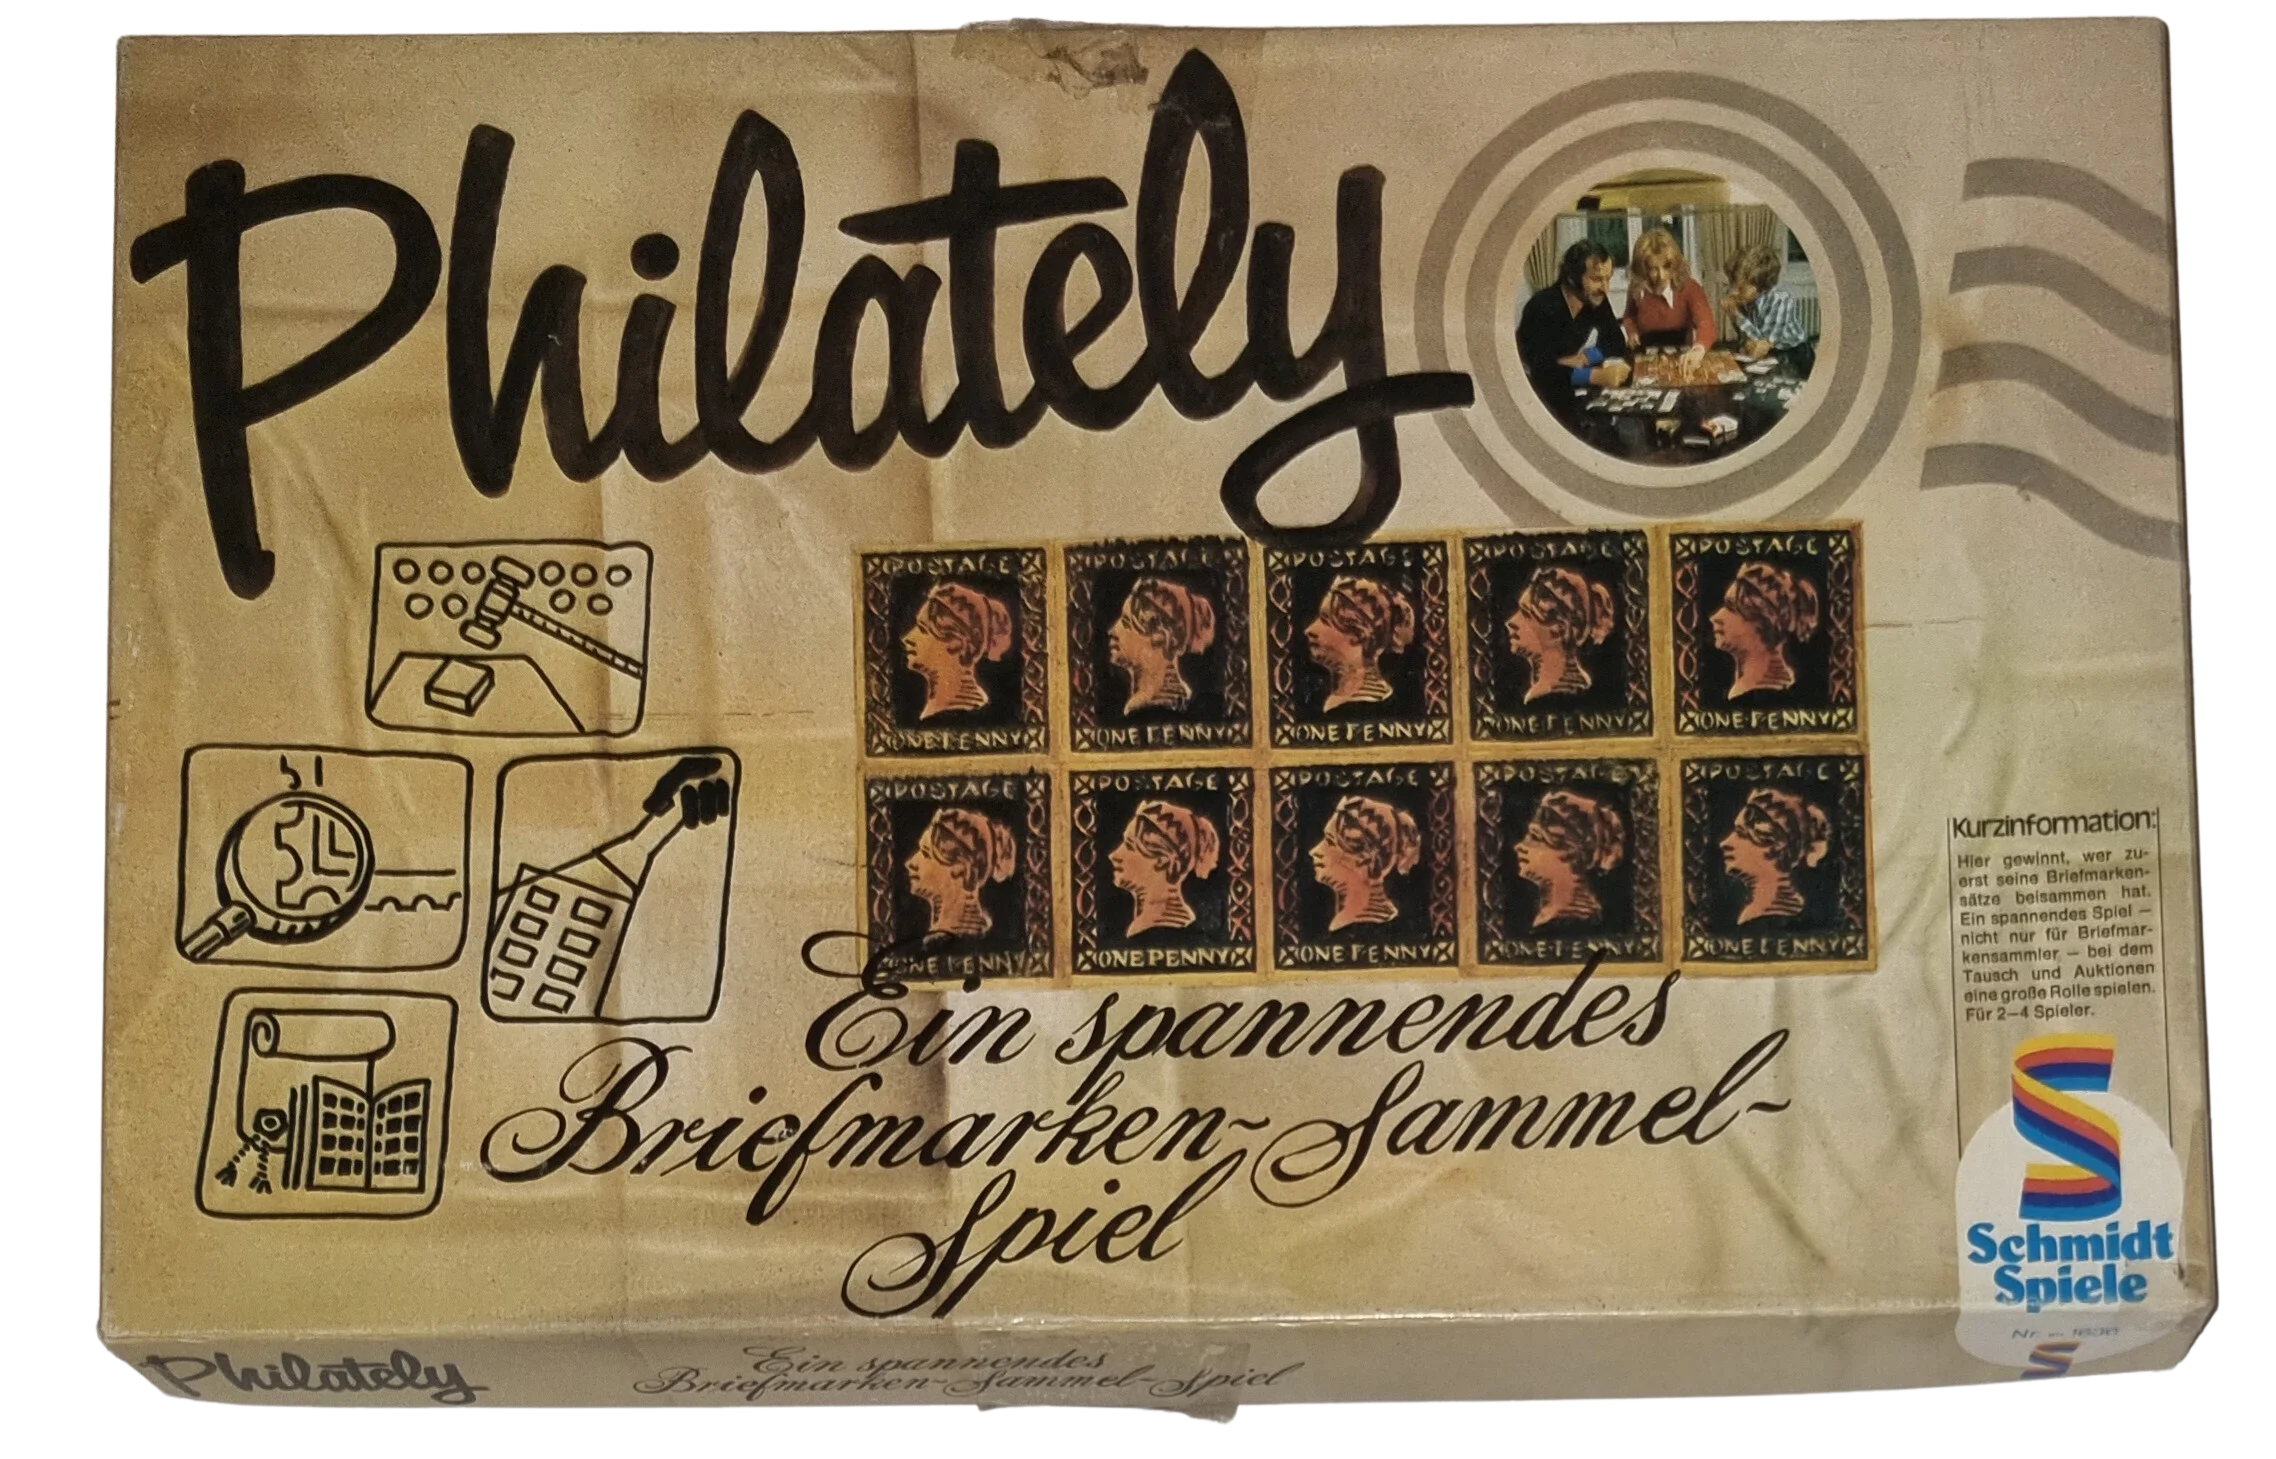 Philately
POSTAGE POSTAGE POSTAGE POSTAGE POSTAGE
ONE PENNY ONE PENNY ONE PENNY ONE PENNY ONE PENNY
POSTAGE POSTAGE POSTAGE POSTAGE POSTAGE
ONE PENNY ONE PENNY ONE PENNY ONE PENNY ONE PENNY
Ein spannendes
Briefmarken-Sammel-
Spiel
Kurzinformation:
Hier gewinnt, wer zu-
erst seine Briefmarken-
sätze beisammen hat.
Ein spannendes Spiel —
nicht nur für Briefmar-
kensammler — bei dem
Tausch und Auktionen
eine große Rolle spielen.
Für 2–4 Spieler.
Schmidt
Spiele
Nr.
Philately
Ein spannendes
Briefmarken-Sammel-Spiel